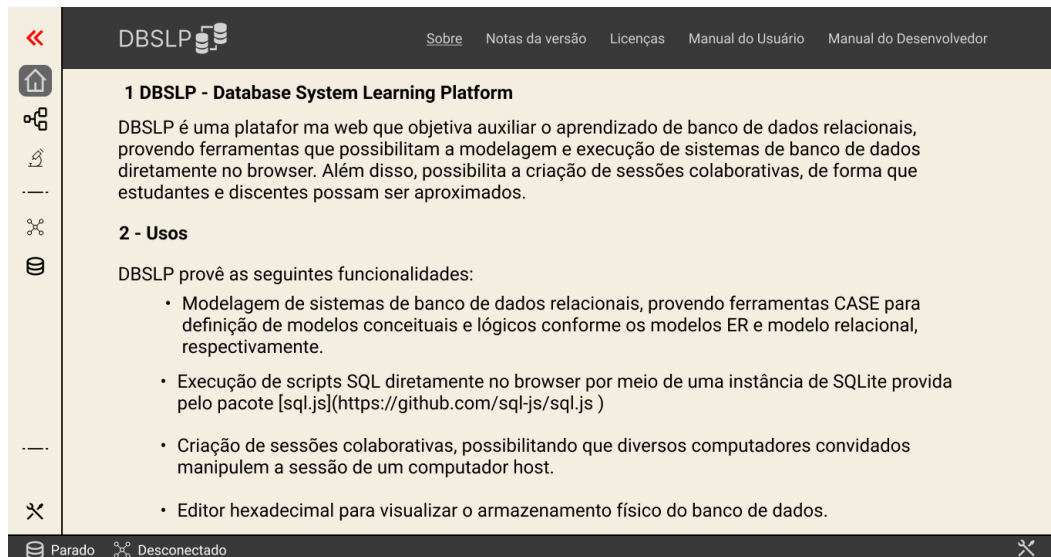 DBSLP
Sobre Notas da versão Licenças Manual do Usuário Manual do Desenvolvedor
1 DBSLP - Database System Learning Platform
DBSLP é uma platafor ma web que objetiva auxiliar o aprendizado de banco de dados relacionais,
provendo ferramentas que possibilitam a modelagem e execução de sistemas de banco de dados
diretamente no browser. Além disso, possibilita a criação de sessões colaborativas, de forma que
estudantes e discentes possam ser aproximados.
2 - Usos
DBSLP provê as seguintes funcionalidades:
• Modelagem de sistemas de banco de dados relacionais, provendo ferramentas CASE para
definição de modelos conceituais e lógicos conforme os modelos ER e modelo relacional,
respectivamente.
• Execução de scripts SQL diretamente no browser por meio de uma instância de SQLite provida
pelo pacote [sql.js](https://github.com/sql-js/sql.js )
• Criação de sessões colaborativas, possibilitando que diversos computadores convidados
manipulem a sessão de um computador host.
• Editor hexadecimal para visualizar o armazenamento físico do banco de dados.
Parado Desconectado